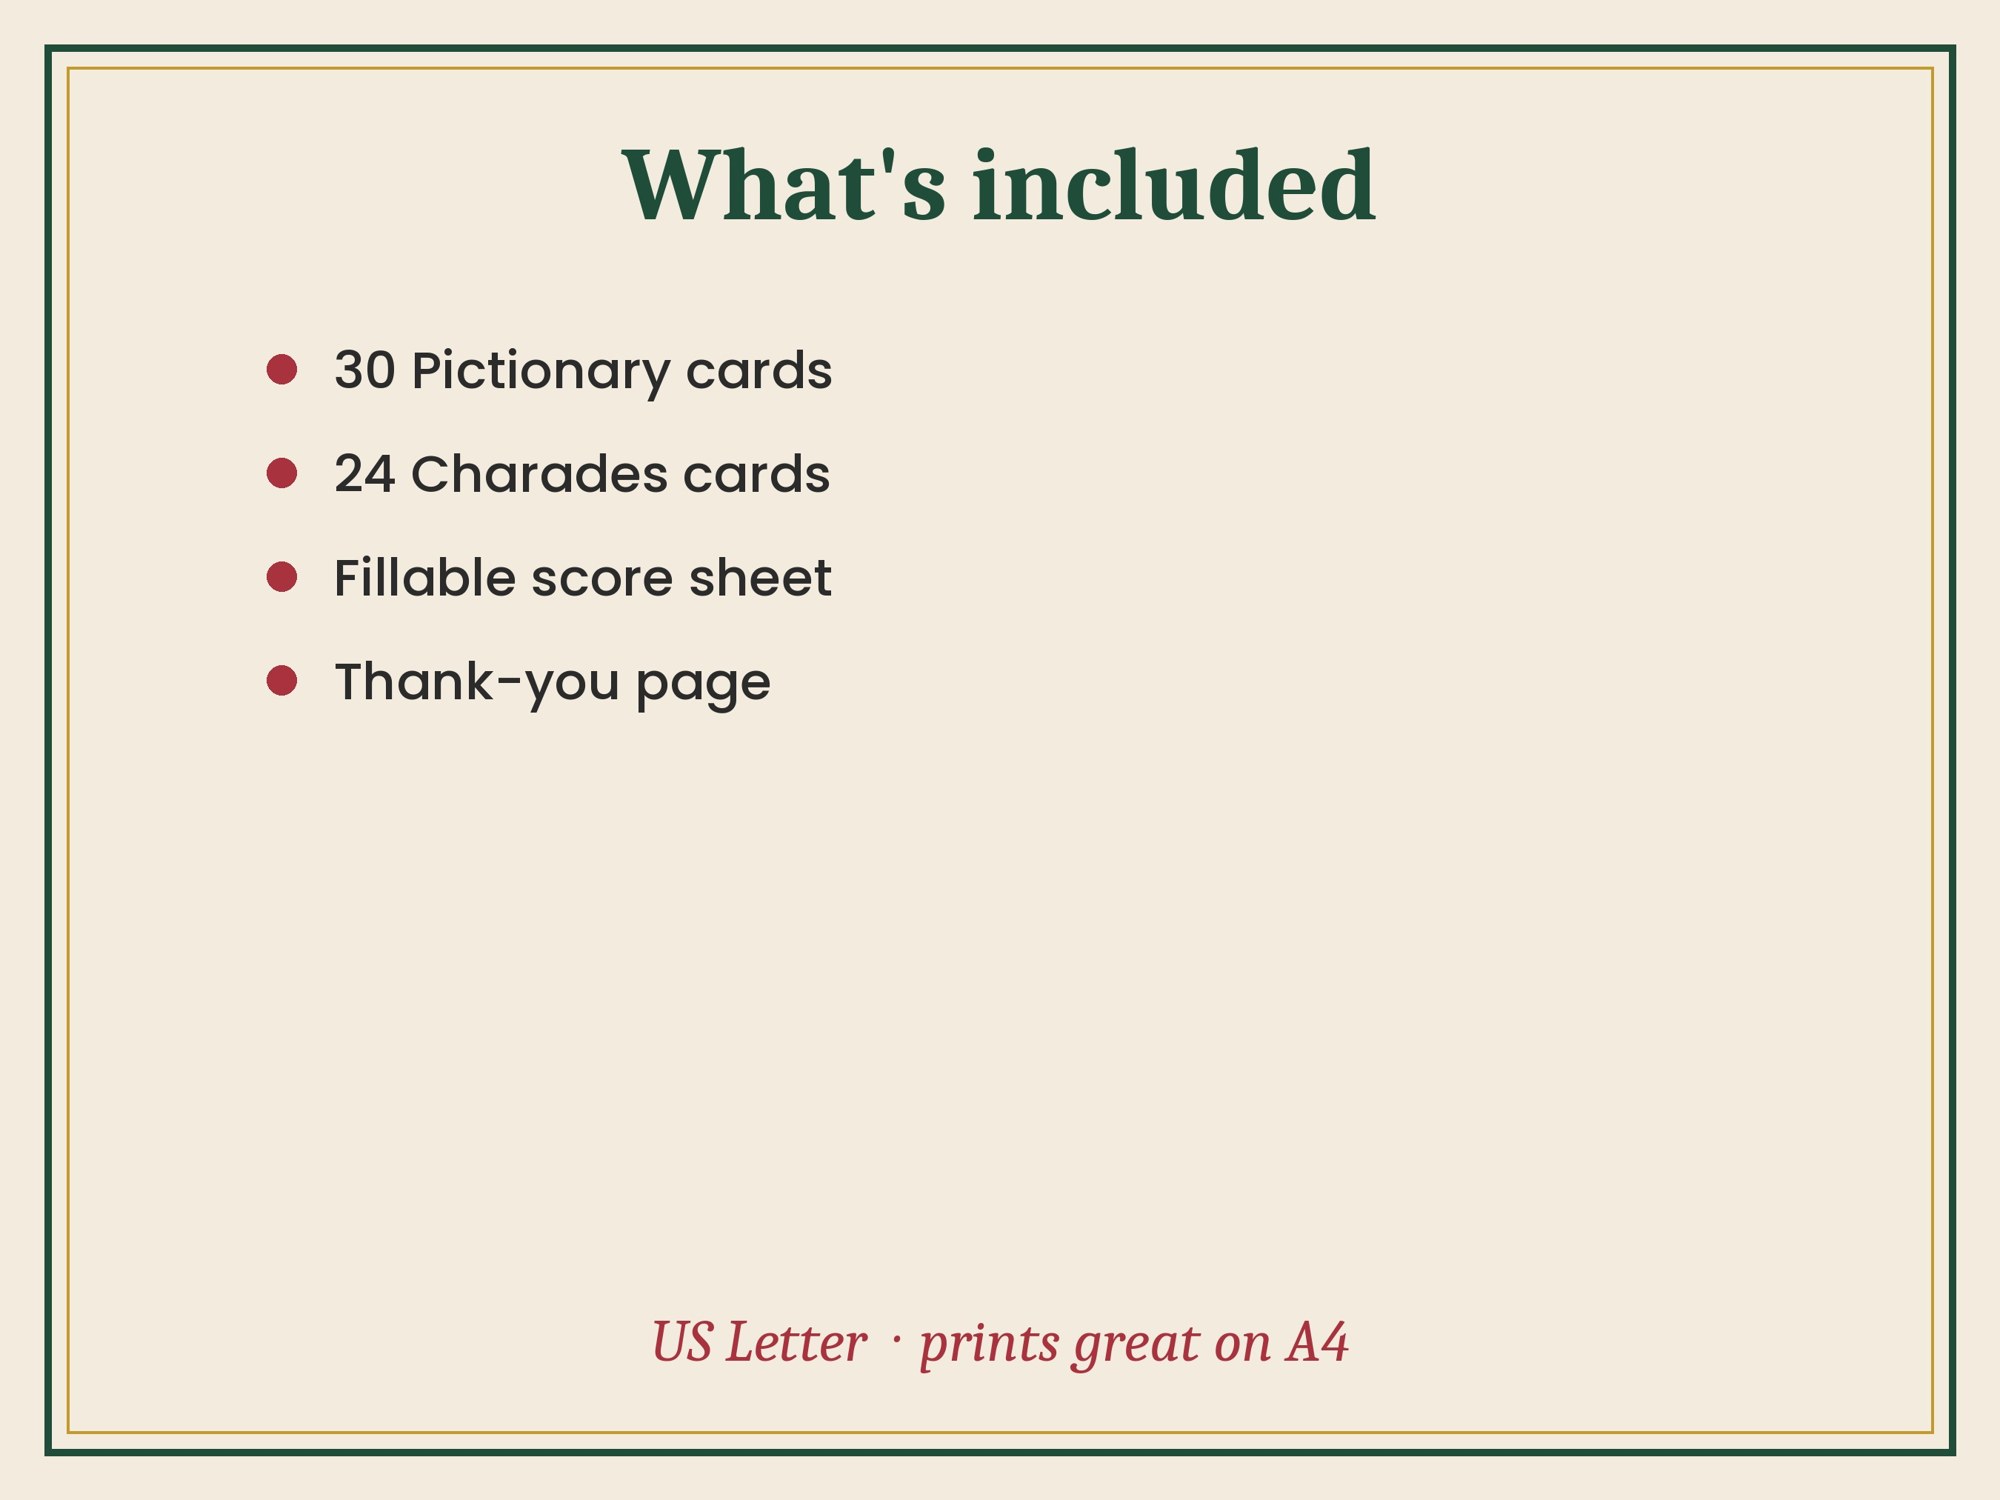 What's included
30 Pictionary cards
24 Charades cards
Fillable score sheet
Thank-you page
US Letter · prints great on A4